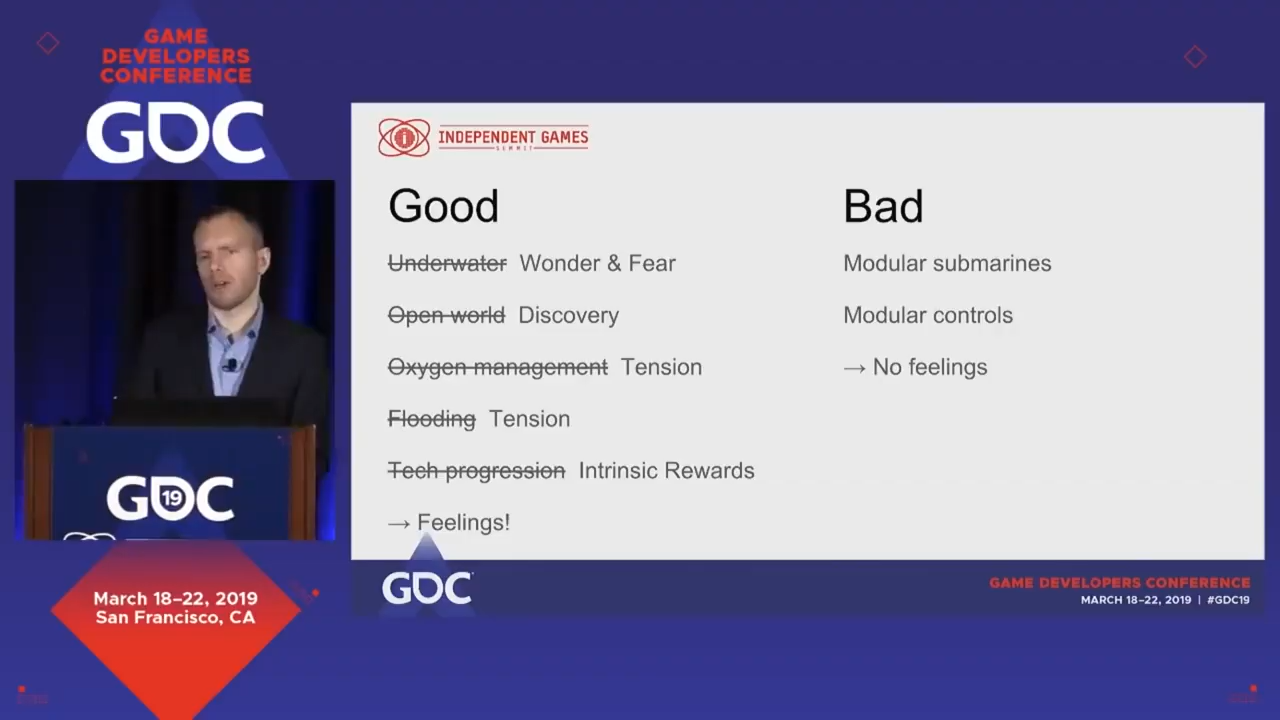 GAME
DEVELOPERS
CONFERENCE
GDC
INDEPENDENT GAMES
SUMMIT
Good
Underwater Wonder & Fear
Open world Discovery
Oxygen management Tension
Flooding Tension
Tech progression Intrinsic Rewards
→ Feelings!
Bad
Modular submarines
Modular controls
→ No feelings
GDC
19
March 18–22, 2019
San Francisco, CA
GDC
GAME DEVELOPERS CONFERENCE
MARCH 18–22, 2019 | #GDC19